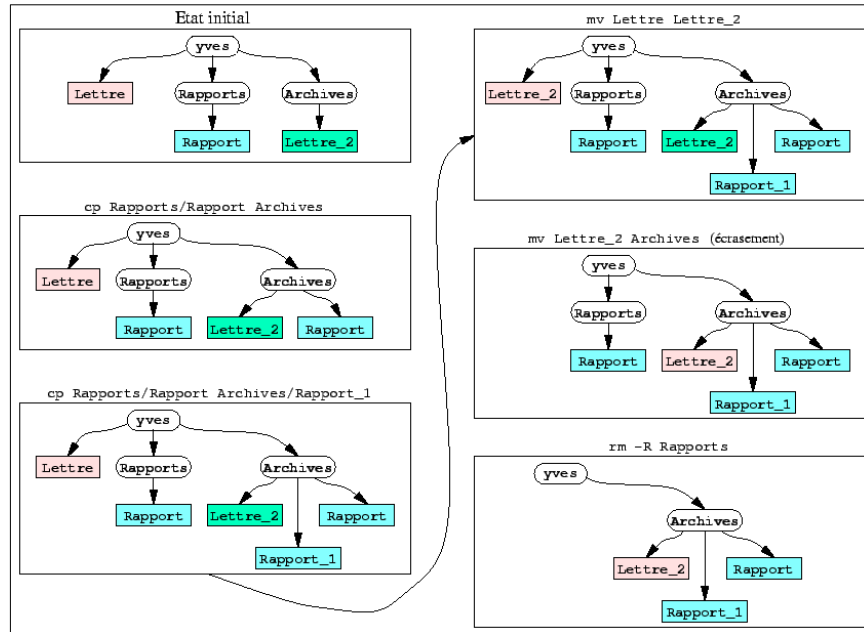 Etat initial
yves
Lettre Rapports Archives
Rapport Lettre_2
cp Rapports/Rapport Archives
yves
Lettre Rapports Archives
Rapport Lettre_2 Rapport
cp Rapports/Rapport Archives/Rapport_1
yves
Lettre Rapports Archives
Rapport Lettre_2 Rapport
Rapport_1
mv Lettre Lettre_2
yves
Lettre_2 Rapports Archives
Rapport Lettre_2 Rapport
Rapport_1
mv Lettre_2 Archives (écrasement)
yves
Rapports Archives
Rapport Lettre_2 Rapport
Rapport_1
rm -R Rapports
yves
Archives
Lettre_2 Rapport
Rapport_1